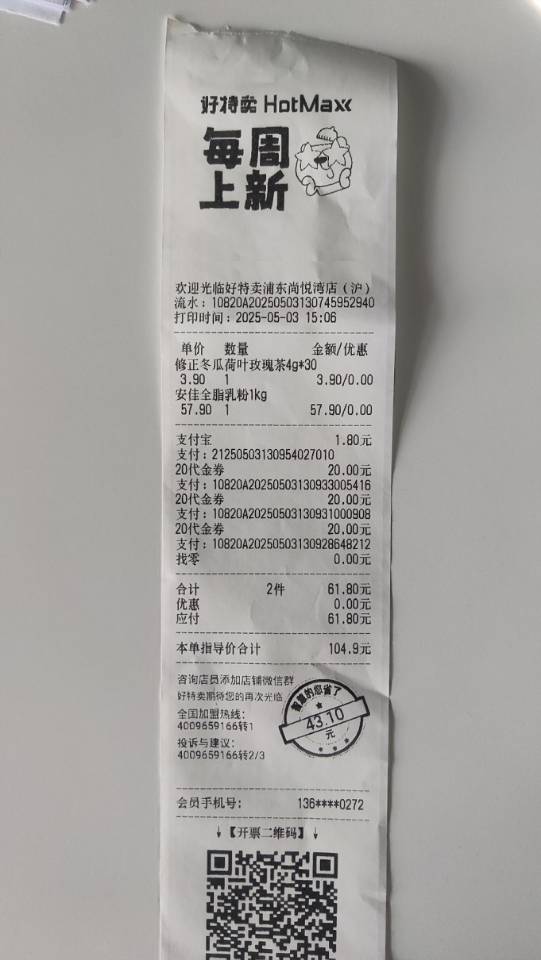 好特卖 HotMaxx
每周
上新
欢迎光临好特卖浦东尚悦湾店（沪）
流水：10820A20250503130745952940
打印时间：2025-05-03 15:06
单价 数量 金额/优惠
修正冬瓜荷叶玫瑰茶4g*30
3.90 1 3.90/0.00
安佳全脂乳粉1kg
57.90 1 57.90/0.00
支付宝 1.80元
支付：21250503130954027010
20代金券 20.00元
支付：10820A20250503130933005416
20代金券 20.00元
支付：10820A20250503130931000908
20代金券 20.00元
支付：10820A20250503130928648212
找零 0.00元
合计 2件 61.80元
优惠 0.00元
应付 61.80元
本单指导价合计 104.9元
咨询店员添加店铺微信群
好特卖期待您的再次光临
全国加盟热线：
4009659166转1
投诉与建议：
4009659166转2/3
聪明的您省了
43.10
元
会员手机号： 136****0272
↓【开票二维码】↓